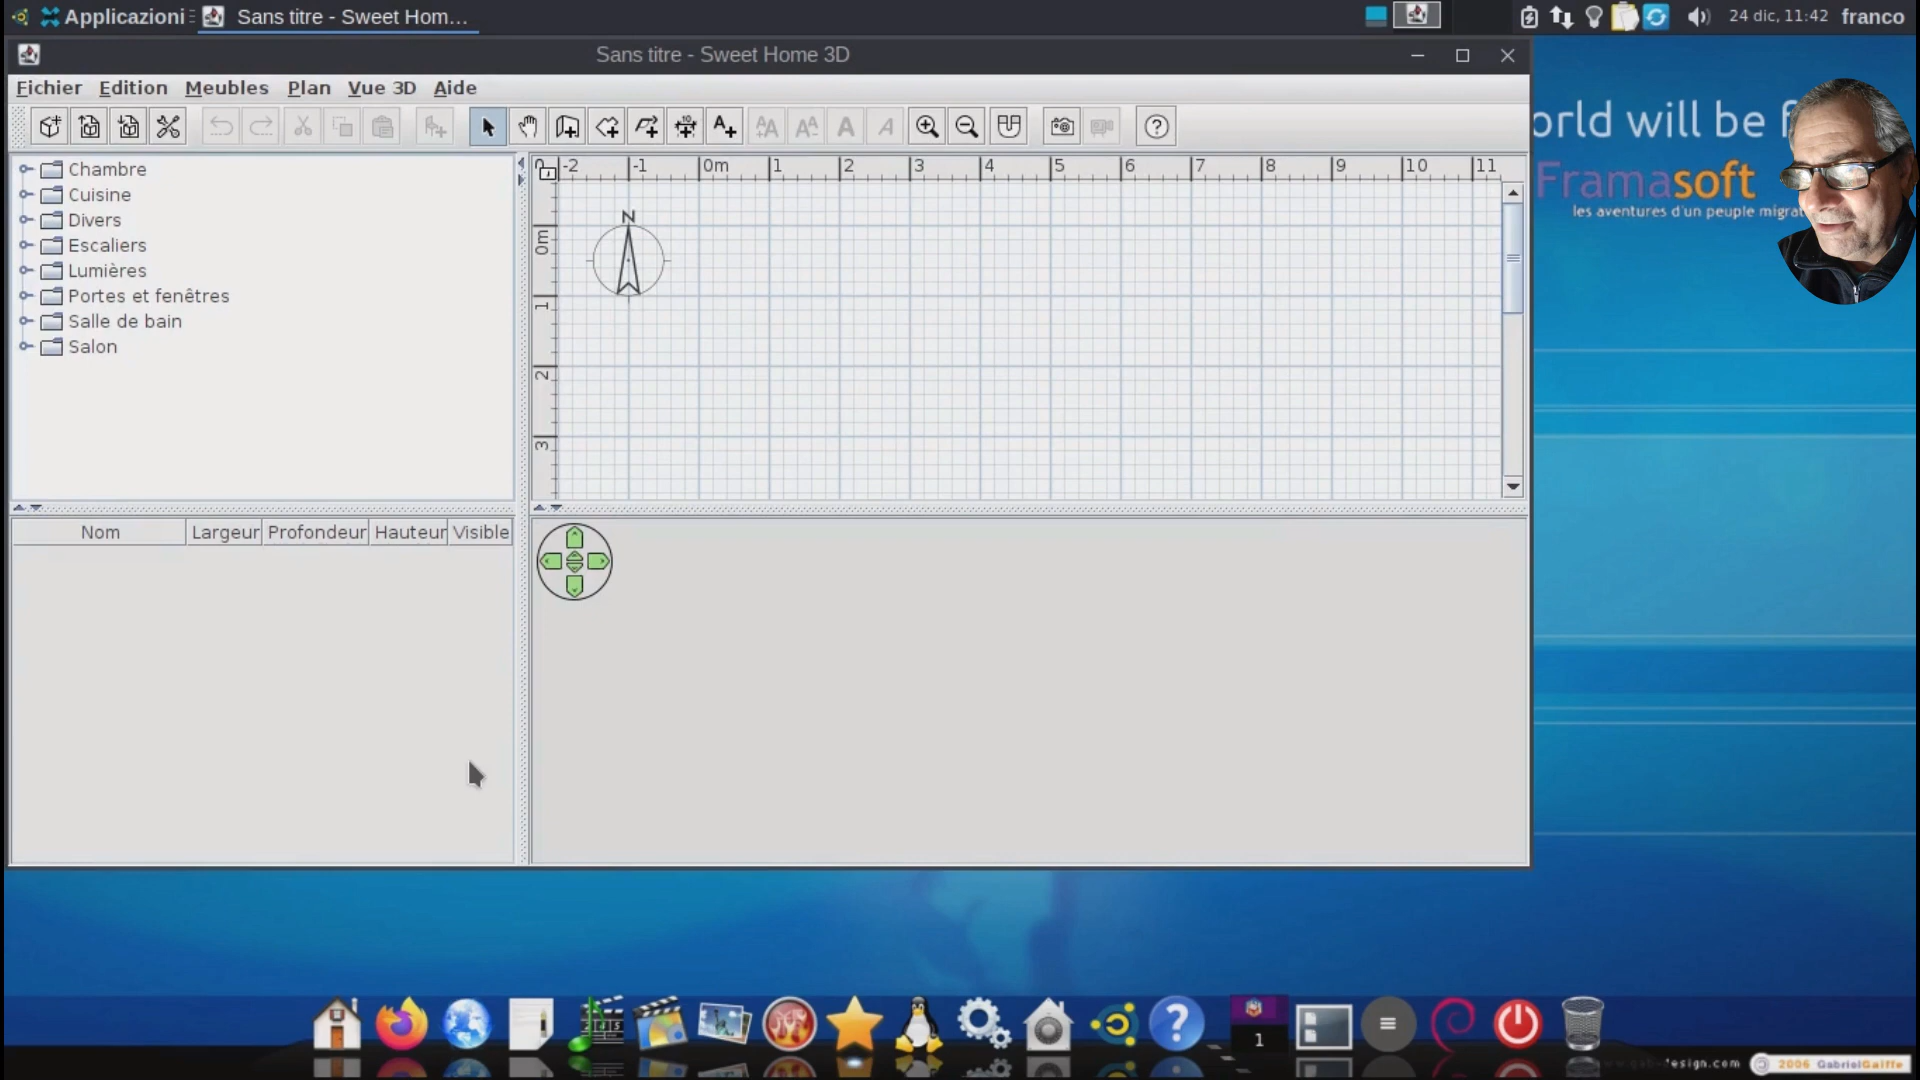 Applicazioni
Sans titre - Sweet Hom...
24 dic, 11:42
franco
Sans titre - Sweet Home 3D
Fichier Edition Meubles Plan Vue 3D Aide
Chambre
Cuisine
Divers
Escaliers
Lumières
Portes et fenêtres
Salle de bain
Salon
-2 -1 0m 1 2 3 4 5 6 7 8 9 10 11
0m
1
2
3
N
Nom Largeur Profondeur Hauteur Visible
orld will be f
Framasoft
les aventures d'un peuple migrat
1
2006 GabrielGaiffe